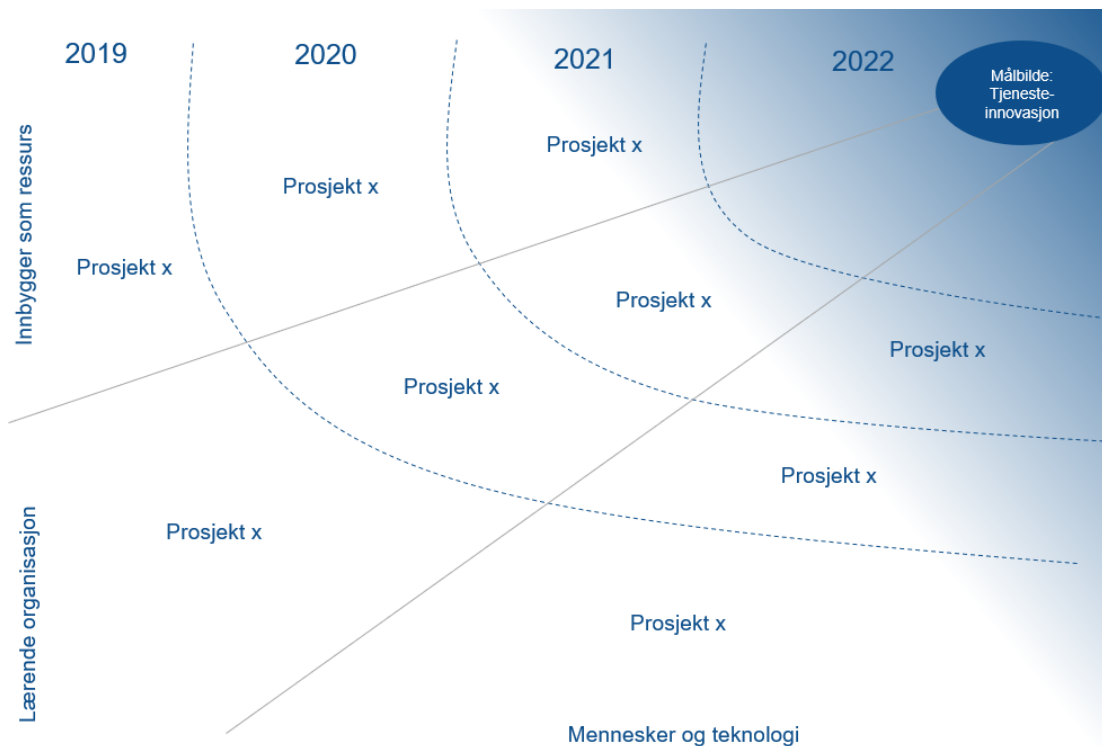 2019
2020
2021
2022
Målbilde:
Tjeneste-
innovasjon
Innbygger som ressurs
Prosjekt x
Prosjekt x
Prosjekt x
Prosjekt x
Prosjekt x
Prosjekt x
Prosjekt x
Prosjekt x
Lærende organisasjon
Prosjekt x
Mennesker og teknologi